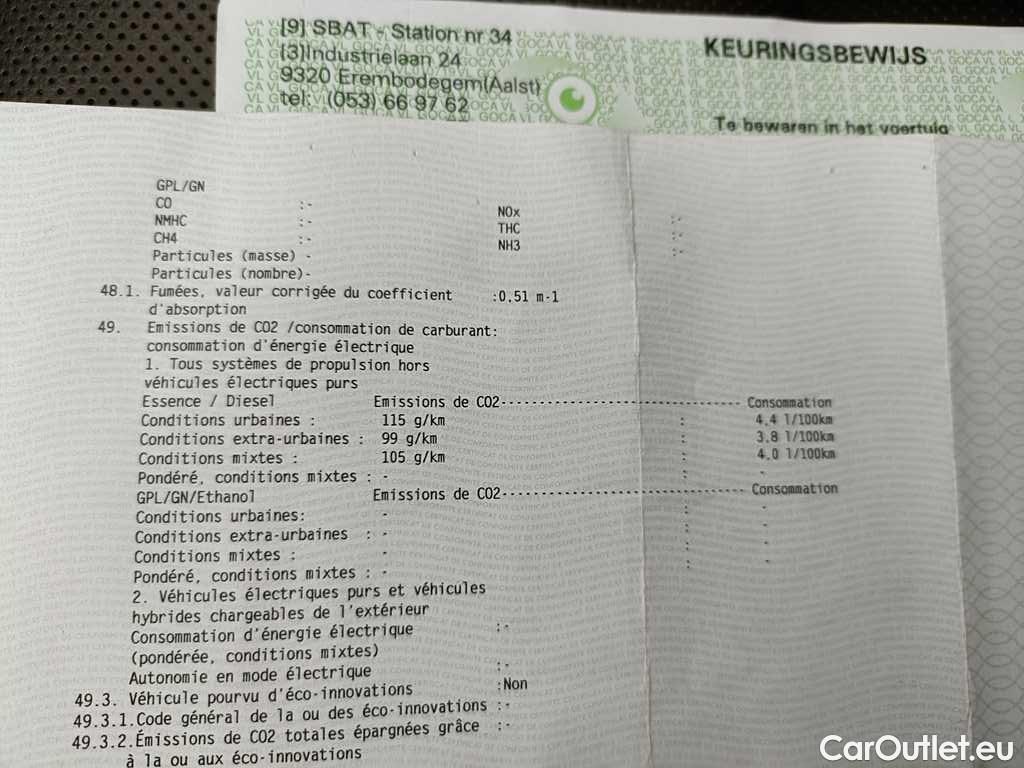 [9] SBAT - Station nr 34
(3)Industrielaan 24
9320 Erembodegem(Aalst)
tel: (053) 66 97 62
KEURINGSBEWIJS
Te bewaren in het voertuig
GPL/GN
CO :- NOx :-
NMHC :- THC :-
CH4 :- NH3 :-
Particules (masse) -
Particules (nombre)-
48.1. Fumées, valeur corrigée du coefficient :0.51 m-1
d'absorption
49. Emissions de CO2 /consommation de carburant:
consommation d'énergie électrique
1. Tous systèmes de propulsion hors
véhicules électriques purs
Essence / Diesel Emissions de CO2------------------------------ Consommation
Conditions urbaines : 115 g/km : 4.4 l/100km
Conditions extra-urbaines : 99 g/km : 3.8 l/100km
Conditions mixtes : 105 g/km : 4.0 l/100km
Pondéré, conditions mixtes : - : -
GPL/GN/Ethanol Emissions de CO2------------------------------ Consommation
Conditions urbaines: - : -
Conditions extra-urbaines : - : -
Conditions mixtes : - : -
Pondéré, conditions mixtes : - : -
2. Véhicules électriques purs et véhicules
hybrides chargeables de l'extérieur
Consommation d'énergie électrique :-
(pondérée, conditions mixtes)
Autonomie en mode électrique :-
49.3. Véhicule pourvu d'éco-innovations :Non
49.3.1.Code général de la ou des éco-innovations :-
49.3.2.Émissions de CO2 totales épargnées grâce :-
à la ou aux éco-innovations
CarOutlet.eu